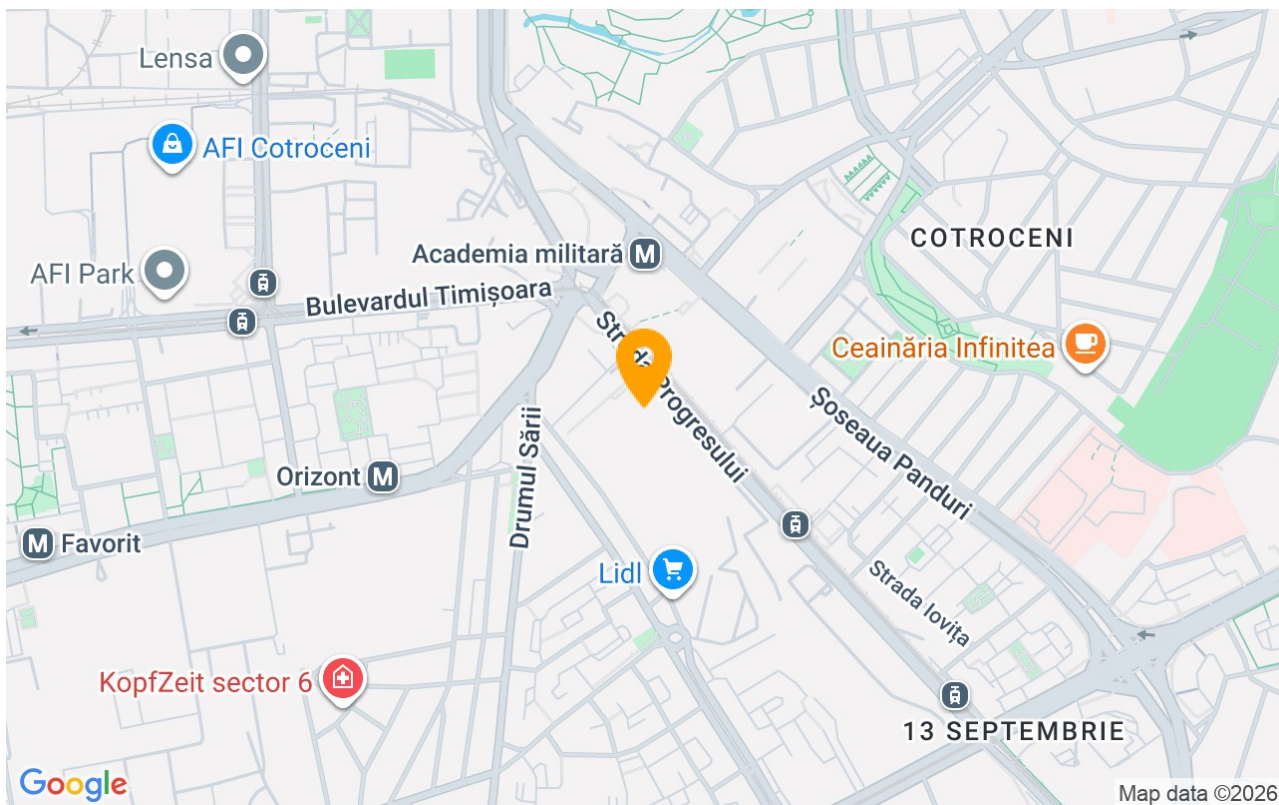 Lensa
AFI Cotroceni
COTROCENI
Academia militară M
AFI Park
Bulevardul Timișoara
Strada Progresului
Ceainăria Infinitea
Șoseaua Panduri
Drumul Sării
Orizont M
M Favorit
Lidl
Strada Iovița
KopfZeit sector 6
13 SEPTEMBRIE
Google
Map data ©2026